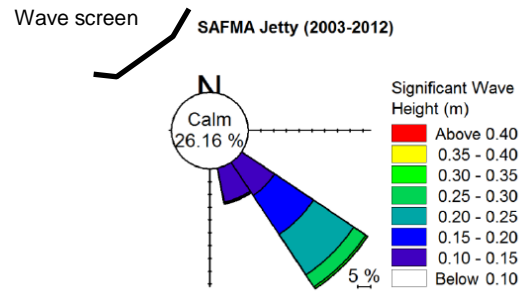 Wave screen
SAFMA Jetty (2003-2012)
N
Calm
26.16 %
Significant Wave
Height (m)
Above 0.40
0.35 - 0.40
0.30 - 0.35
0.25 - 0.30
0.20 - 0.25
0.15 - 0.20
0.10 - 0.15
Below 0.10
5 %